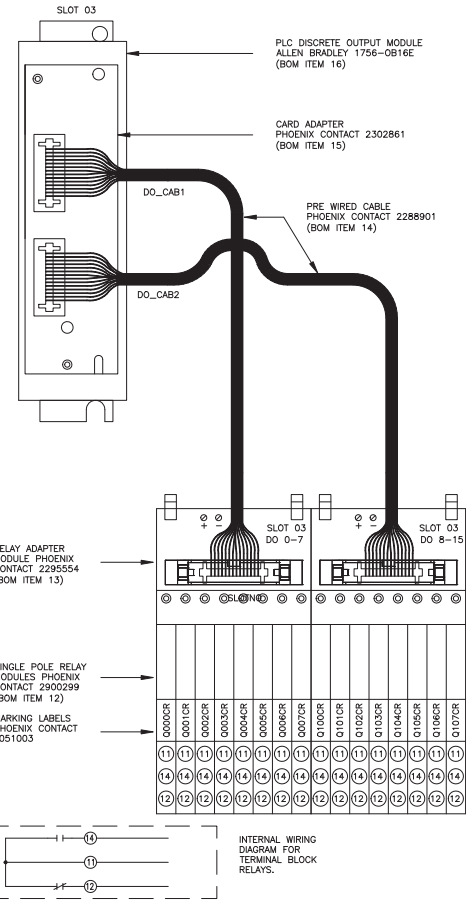 SLOT 03
PLC DISCRETE OUTPUT MODULE
ALLEN BRADLEY 1756-OB16E
(BOM ITEM 16)
CARD ADAPTER
PHOENIX CONTACT 2302861
(BOM ITEM 15)
DO_CAB1
PRE WIRED CABLE
PHOENIX CONTACT 2288901
(BOM ITEM 14)
DO_CAB2
+ -
SLOT 03
DO 0-7
+ -
SLOT 03
DO 8-15
ELAY ADAPTER
ODULE PHOENIX
ONTACT 2295554
BOM ITEM 13)
INGLE POLE RELAY
ODULES PHOENIX
ONTACT 2900299
BOM ITEM 12)
ARKING LABELS
HOENIX CONTACT
051003
Q000CR
Q001CR
Q002CR
Q003CR
Q004CR
Q005CR
Q006CR
Q007CR
Q100CR
Q101CR
Q102CR
Q103CR
Q104CR
Q105CR
Q106CR
Q107CR
11 11 11 11 11 11 11 11 11 11 11 11 11 11 11 11
14 14 14 14 14 14 14 14 14 14 14 14 14 14 14 14
12 12 12 12 12 12 12 12 12 12 12 12 12 12 12 12
14
11
12
INTERNAL WIRING
DIAGRAM FOR
TERMINAL BLOCK
RELAYS.